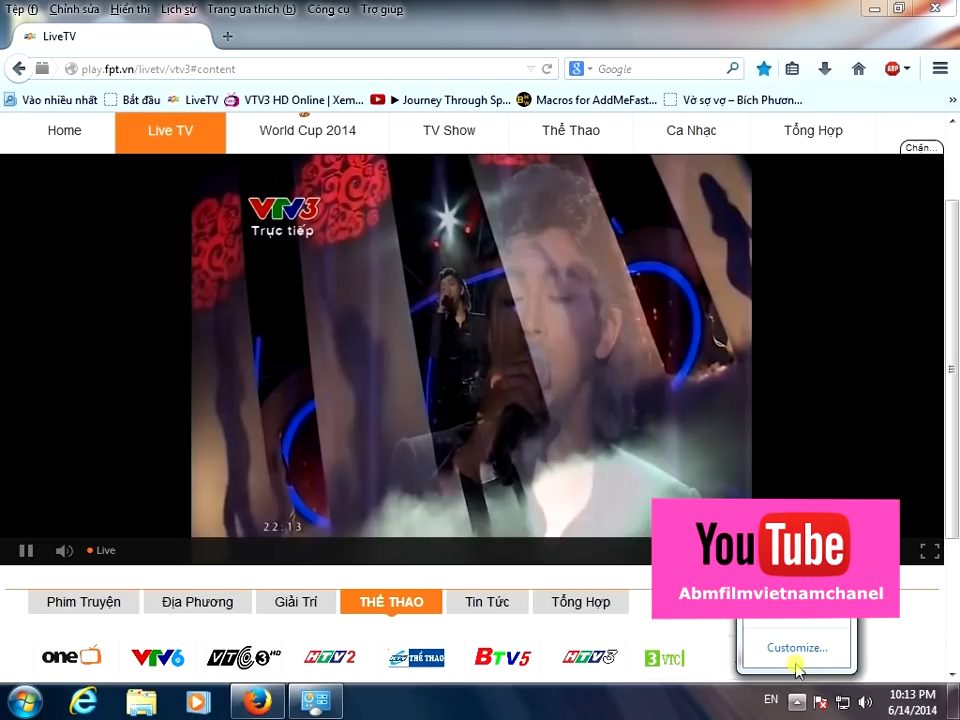 Tệp (f) Chỉnh sửa Hiển thị Lịch sử Trang ưa thích (b) Công cụ Trợ giúp
LiveTV
play.fpt.vn/livetv/vtv3#content
Google
ABP
Vào nhiều nhất Bắt đầu LiveTV VTV3 HD Online | Xem... ► Journey Through Sp... Macros for AddMeFast... Vờ sợ vợ – Bích Phươn... »
Home Live TV World Cup 2014 TV Show Thể Thao Ca Nhạc Tổng Hợp
Chặn...
VTV3
Trực tiếp
22:13
Live
YouTube
Abmfilmvietnamchanel
Phim Truyện Địa Phương Giải Trí THỂ THAO Tin Tức Tổng Hợp
one TV VTV6 VTC3HD HTV2 THỂ THAO BTV5 HTV3 3 VTC
Customize...
EN
10:13 PM
6/14/2014